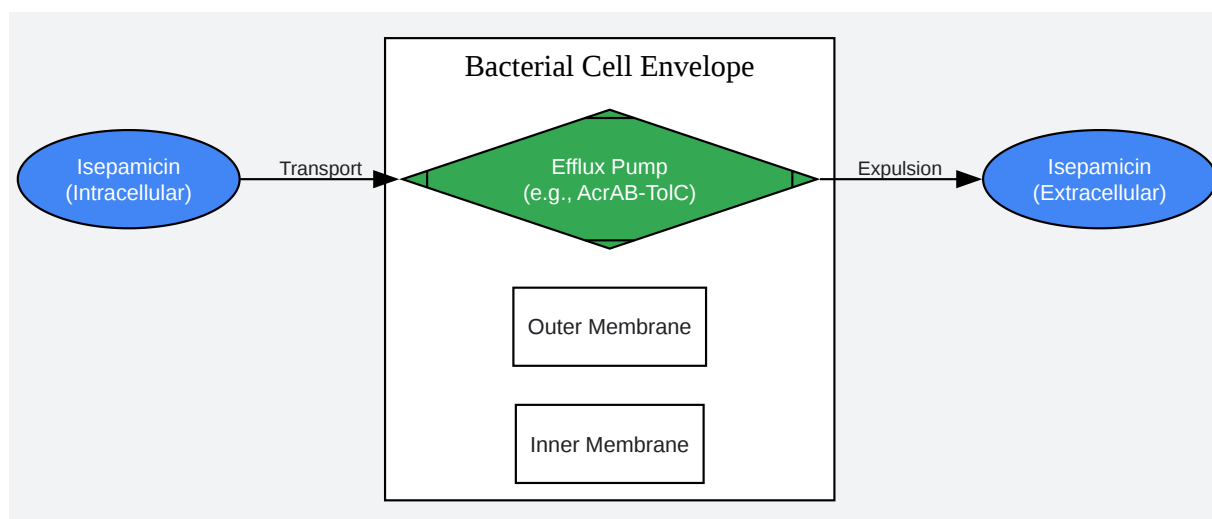 Bacterial Cell Envelope
Isepamicin
(Intracellular)
Transport
Efflux Pump
(e.g., AcrAB-TolC)
Expulsion
Isepamicin
(Extracellular)
Outer Membrane
Inner Membrane